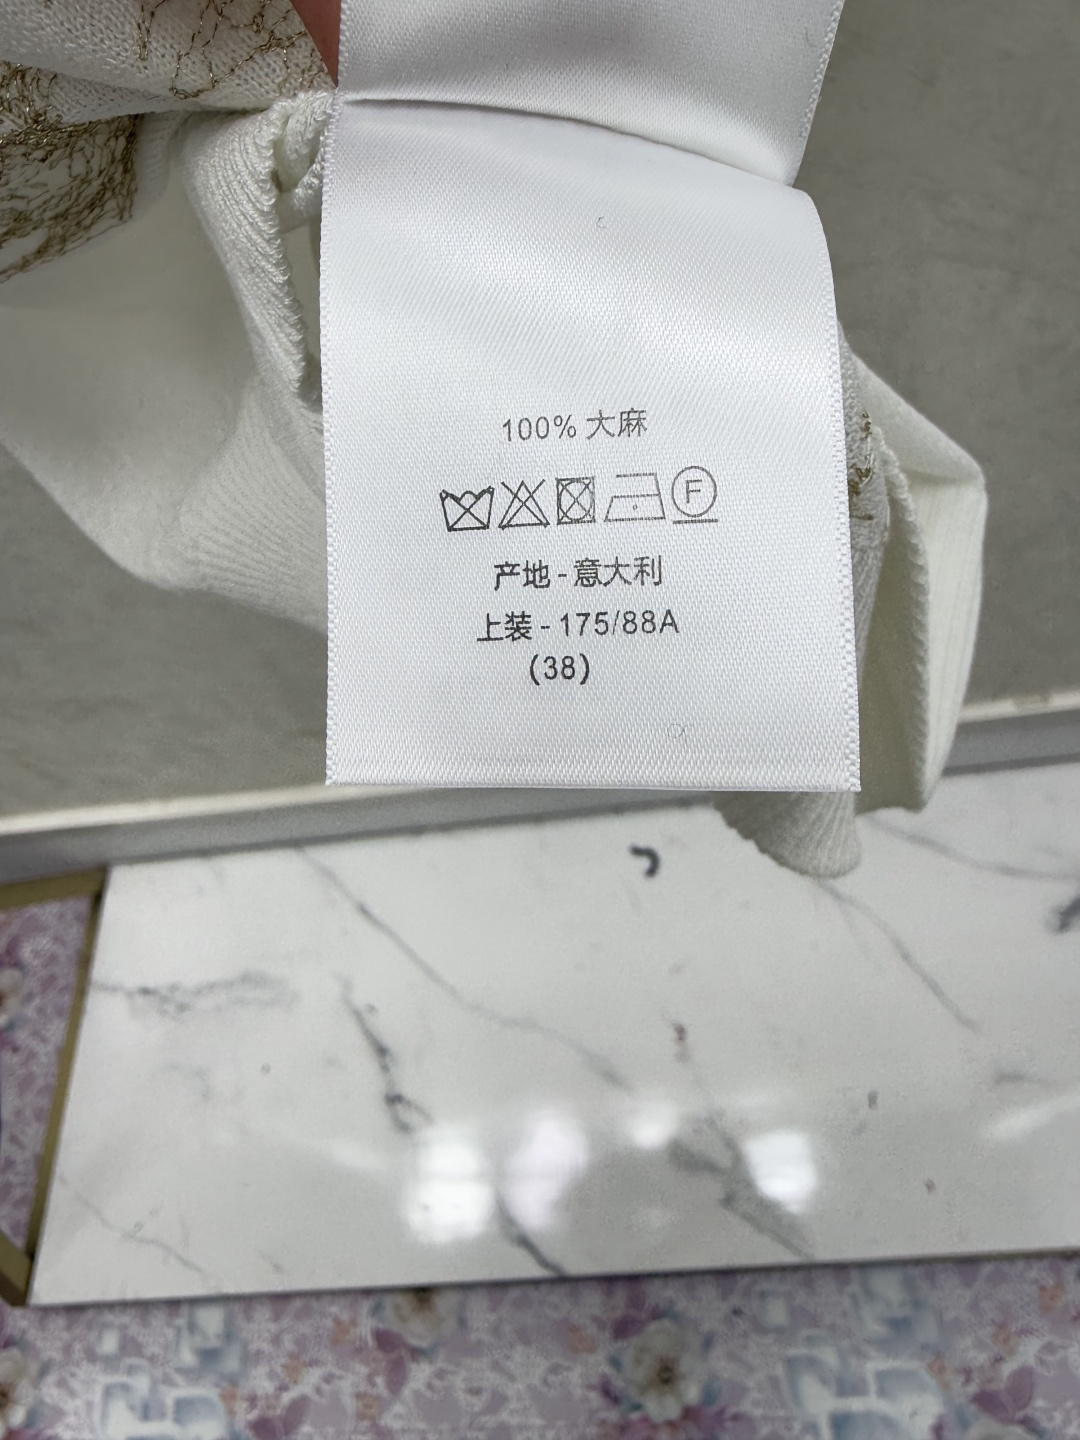 100% 大麻
F
产地 - 意大利
上装 - 175/88A
(38)